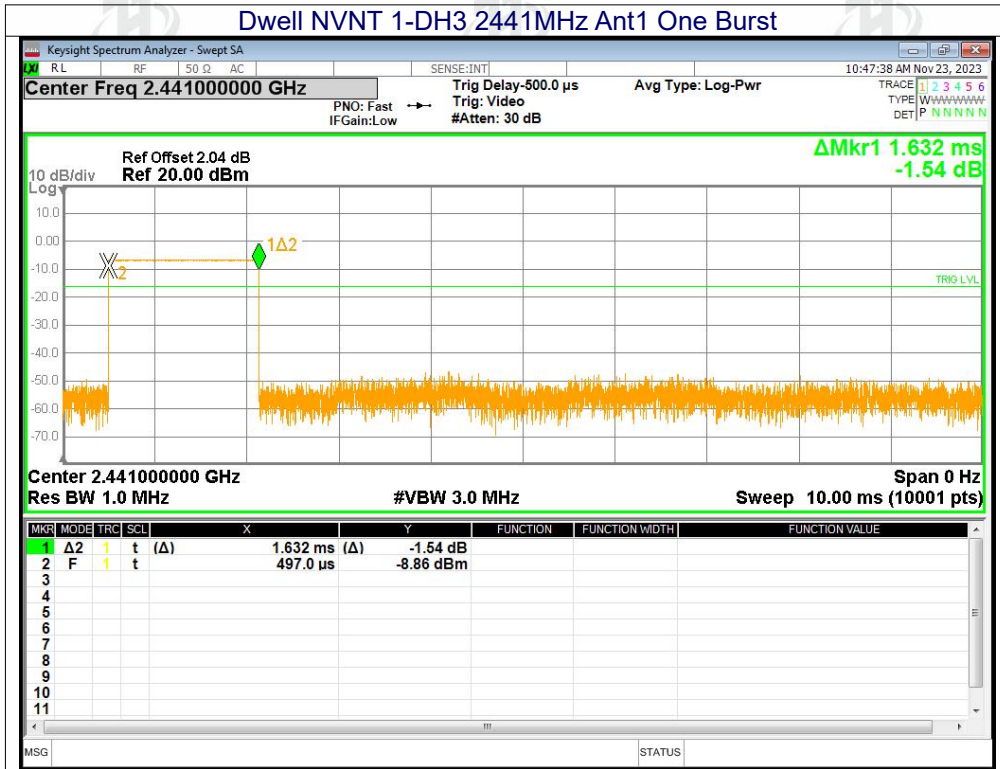 Dwell NVNT 1-DH3 2441MHz Ant1 One Burst
Keysight Spectrum Analyzer - Swept SA
LXI RL RF 50 Ω AC SENSE:INT 10:47:38 AM Nov 23, 2023
Center Freq 2.441000000 GHz
PNO: Fast
IFGain:Low
Trig Delay-500.0 µs
Trig: Video
#Atten: 30 dB
Avg Type: Log-Pwr
TRACE 1 2 3 4 5 6
TYPE WWWWWWW
DET P N N N N N
Ref Offset 2.04 dB
Ref 20.00 dBm
10 dB/div
Log
ΔMkr1 1.632 ms
-1.54 dB
10.0
0.00
-10.0
-20.0
-30.0
-40.0
-50.0
-60.0
-70.0
2
1Δ2
TRIG LVL
Center 2.441000000 GHz Span 0 Hz
Res BW 1.0 MHz #VBW 3.0 MHz Sweep 10.00 ms (10001 pts)
MKR MODE TRC SCL X Y FUNCTION FUNCTION WIDTH FUNCTION VALUE
1 Δ2 1 t (Δ) 1.632 ms (Δ) -1.54 dB
2 F 1 t 497.0 µs -8.86 dBm
3
4
5
6
7
8
9
10
11
MSG STATUS